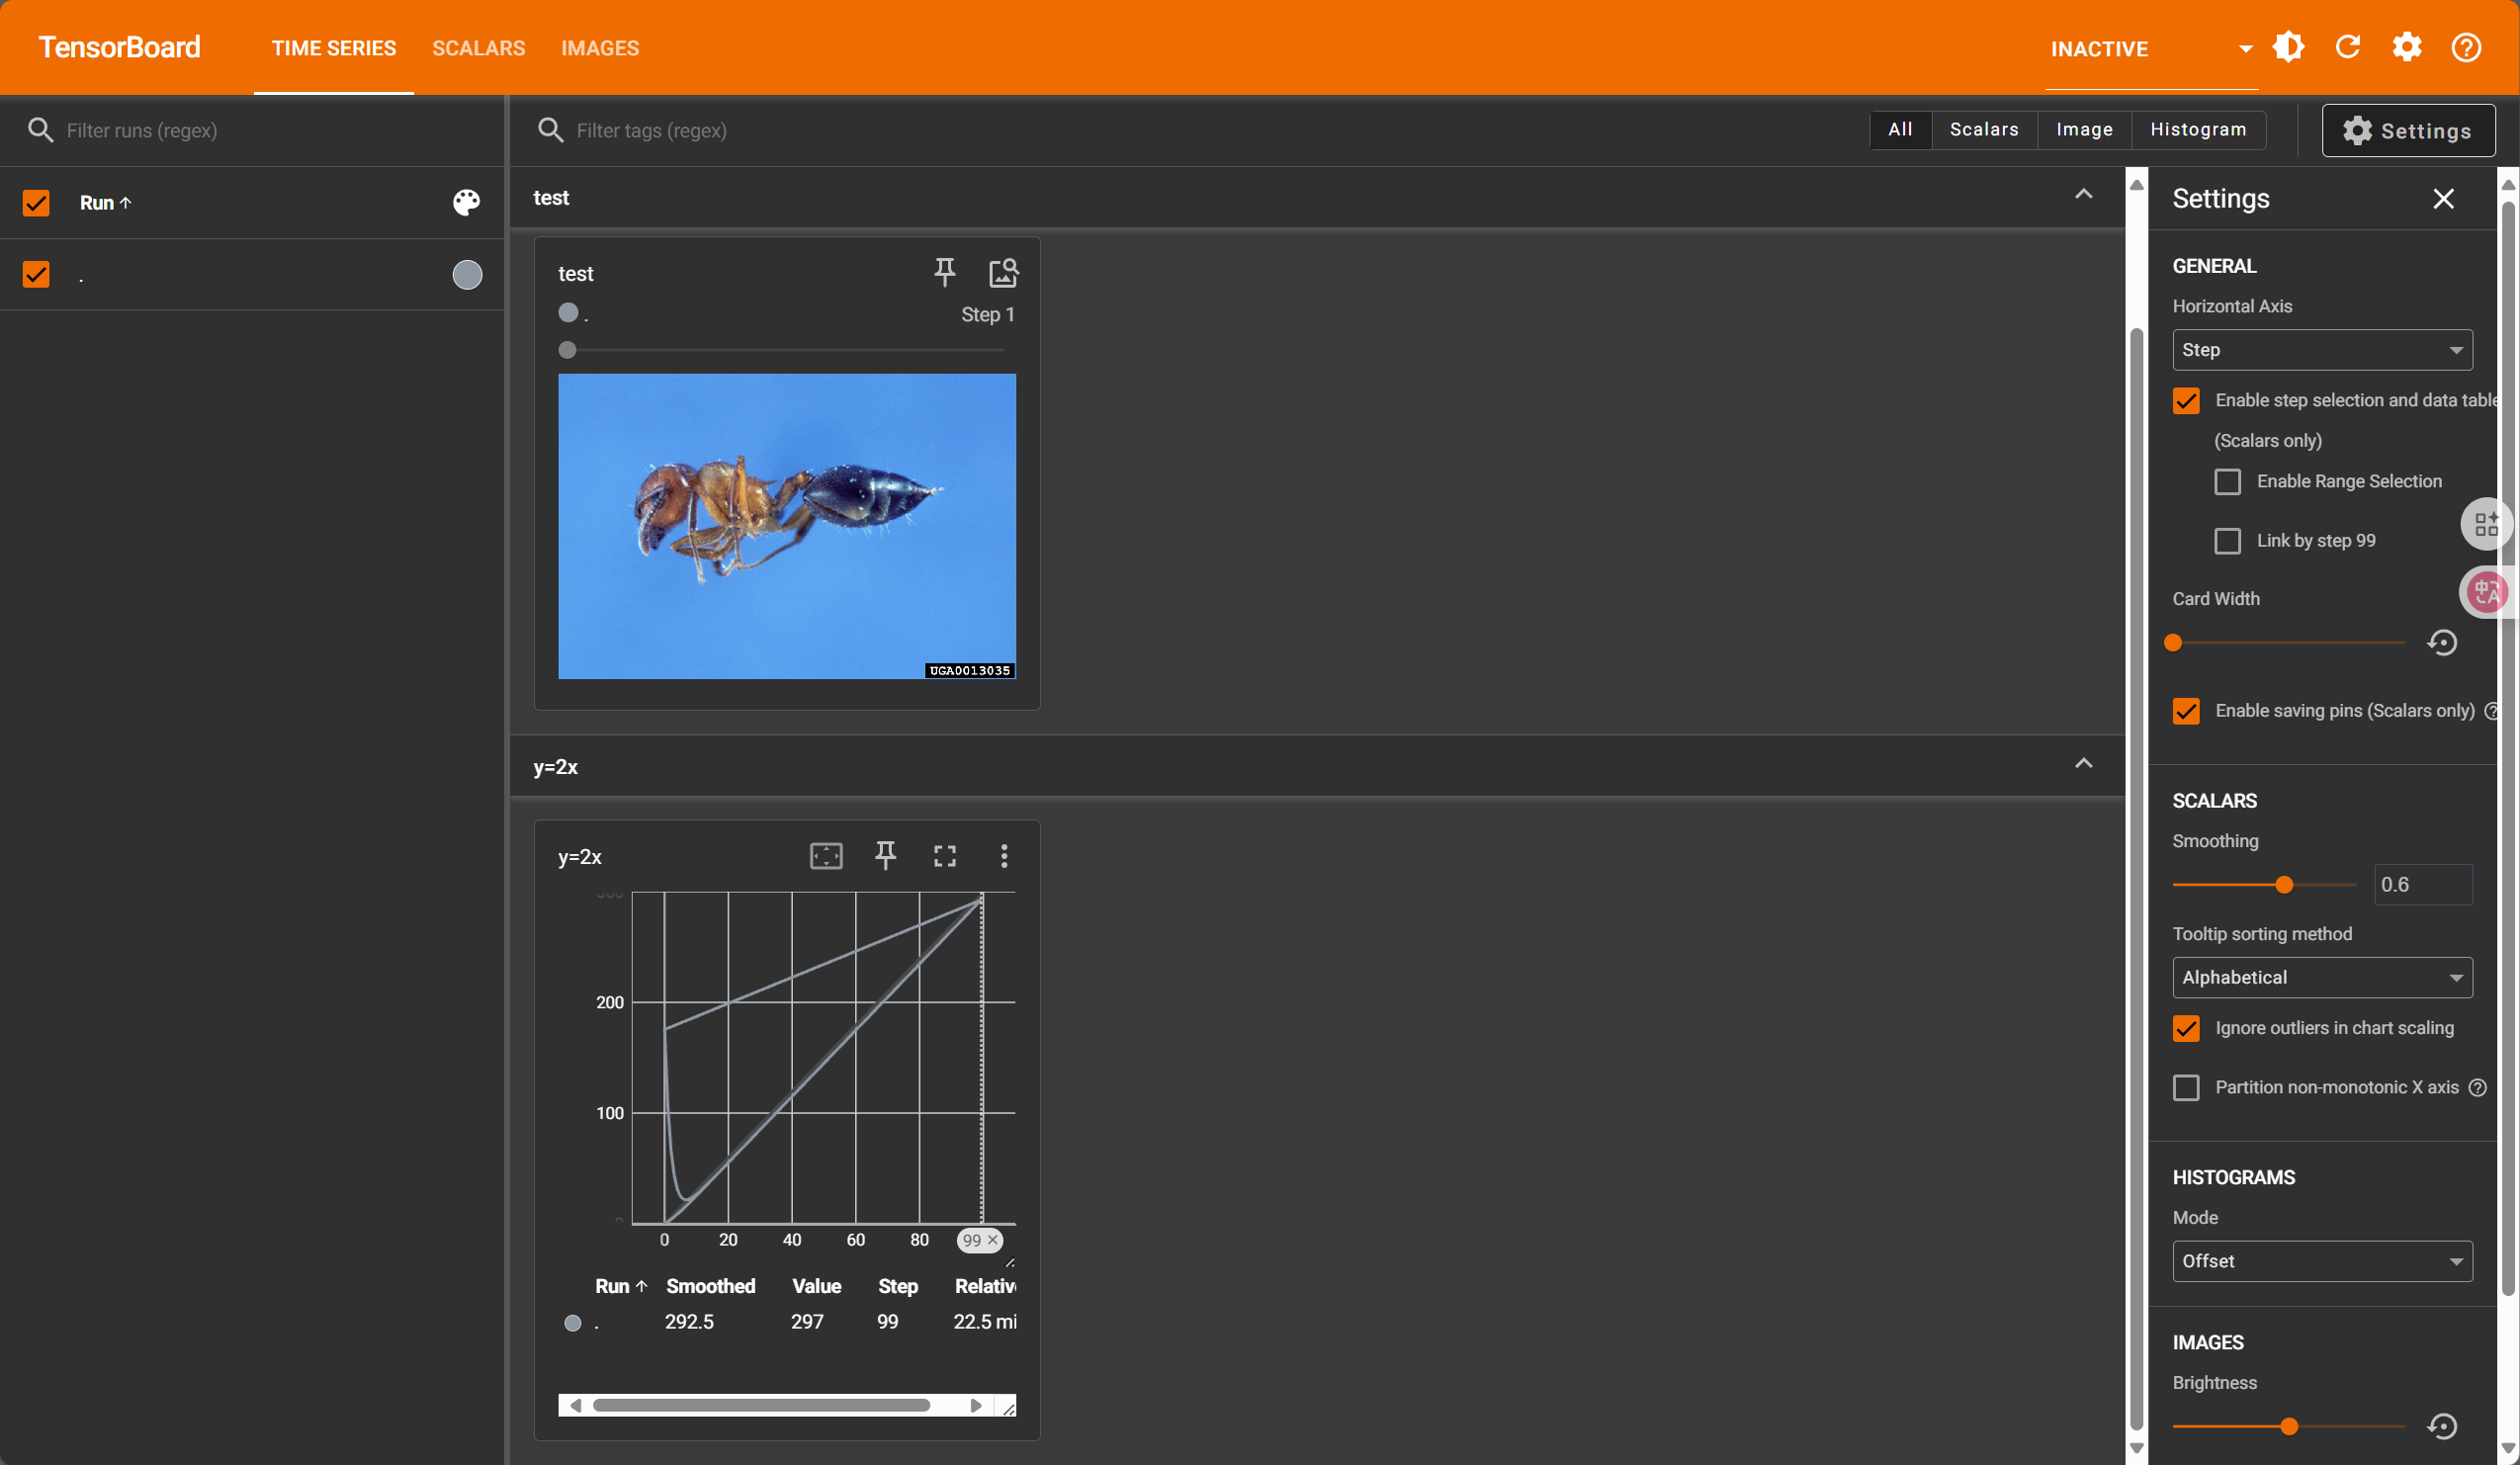 TensorBoard
TIME SERIES
SCALARS
IMAGES
INACTIVE
Filter runs (regex)
Run
.
Filter tags (regex)
All
Scalars
Image
Histogram
Settings
test
test
.
Step 1
UGA0013035
y=2x
y=2x
200
100
0
20
40
60
80
99
Run Smoothed Value Step Relativ
. 292.5 297 99 22.5 mi
Settings
GENERAL
Horizontal Axis
Step
Enable step selection and data table
(Scalars only)
Enable Range Selection
Link by step 99
Card Width
Enable saving pins (Scalars only)
SCALARS
Smoothing
0.6
Tooltip sorting method
Alphabetical
Ignore outliers in chart scaling
Partition non-monotonic X axis
HISTOGRAMS
Mode
Offset
IMAGES
Brightness